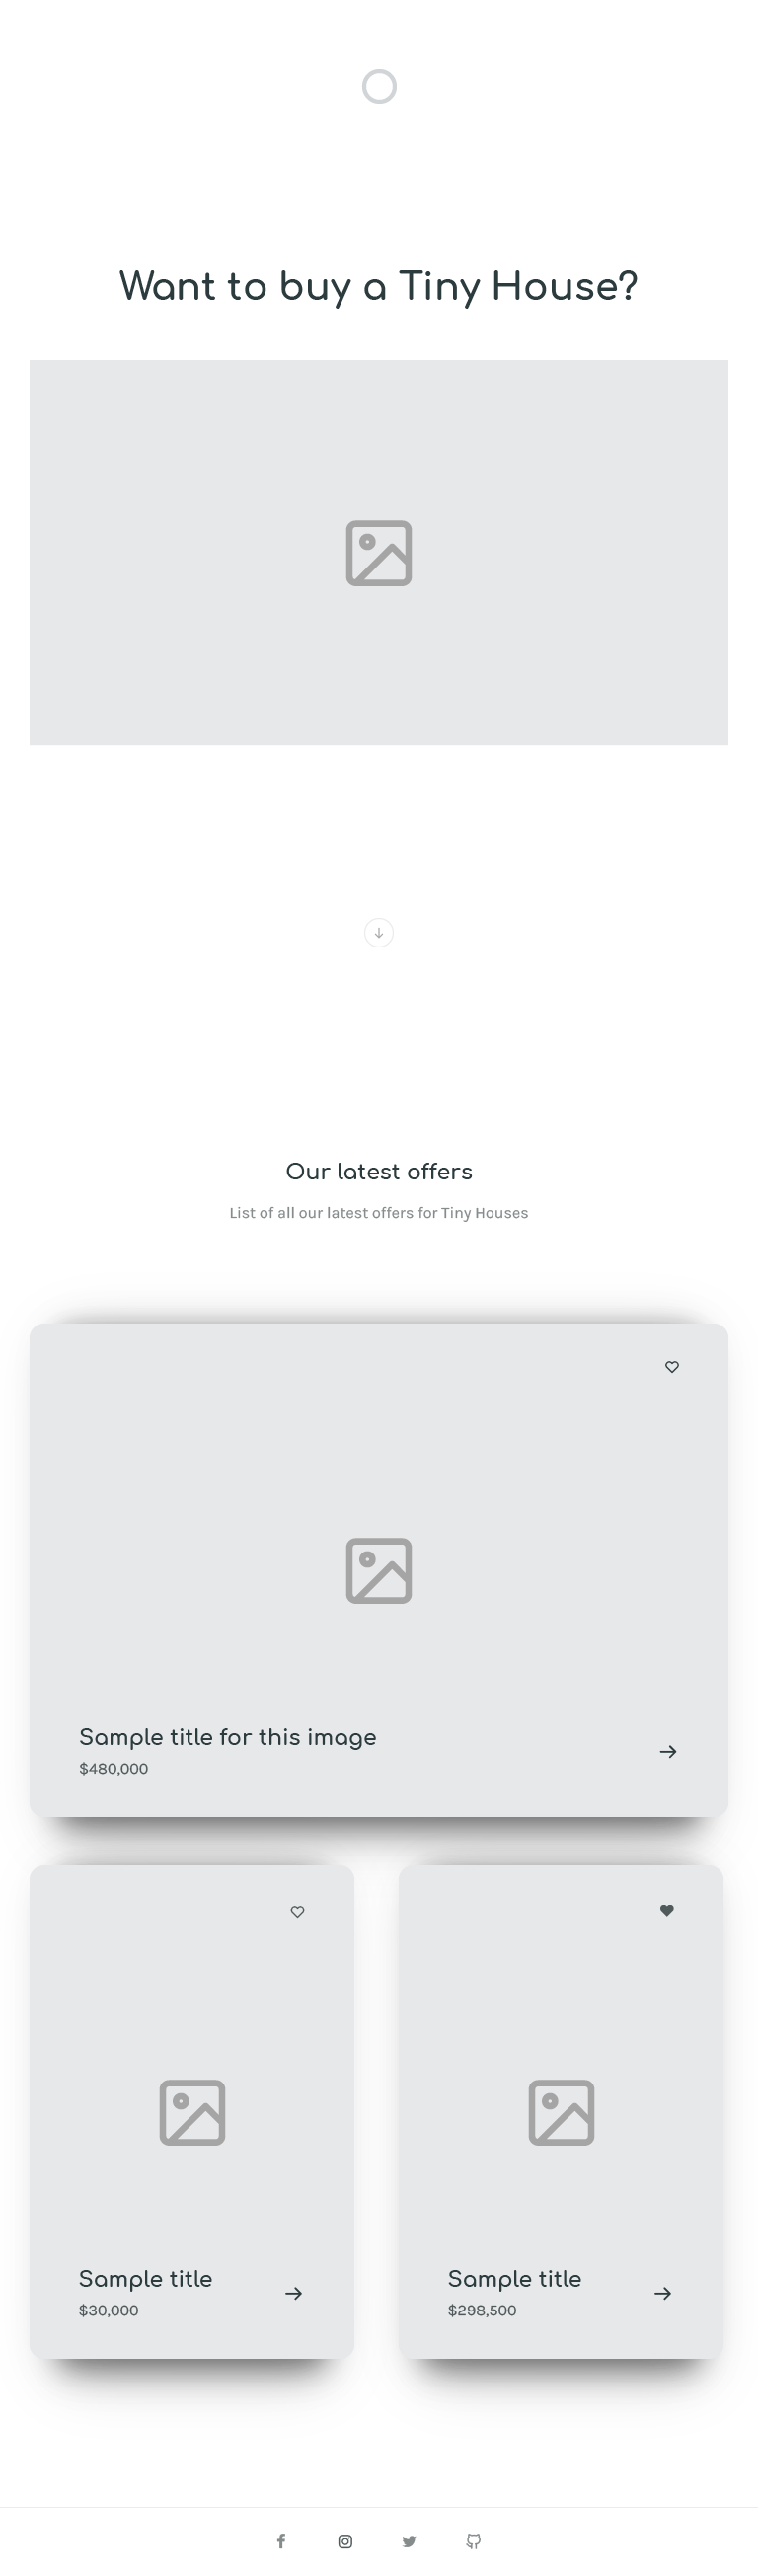 Want to buy a Tiny House?
Our latest offers
List of all our latest offers for Tiny Houses
Sample title for this image
$480,000
Sample title
$30,000
Sample title
$298,500